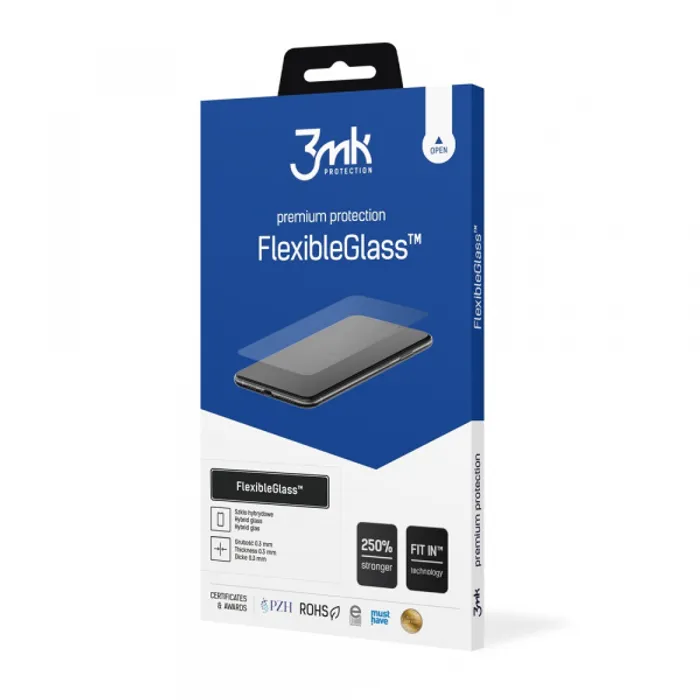 OPEN
3mk
PROTECTION
premium protection
FlexibleGlass™
FlexibleGlass™
FlexibleGlass™
Szkło hybrydowe
Hybrid glass
Hybrid glas
Grubość 0.3 mm
Thickness 0.3 mm
Dicke 0.3 mm
250%
stronger
FIT IN™
technology
premium protection
CERTIFICATES
& AWARDS
PZH
ROHS
must
have
3mk